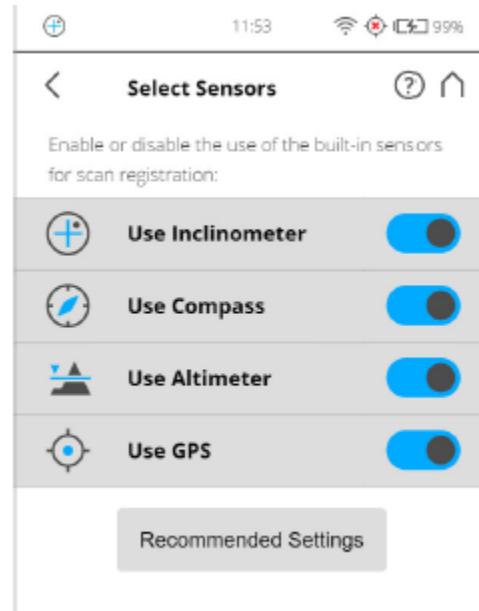 11:53 99%
Select Sensors
Enable or disable the use of the built-in sensors
for scan registration:
Use Inclinometer
Use Compass
Use Altimeter
Use GPS
Recommended Settings